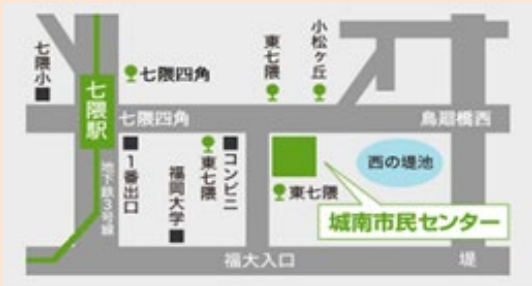 七隈小
七隈駅
七隈四角
東七隈
小松ヶ丘
七隈四角
鳥廻橋西
地下鉄3号線
1番出口
福岡大学
東七隈
コンビニ
東七隈
西の堤池
城南市民センター
福大入口
堤